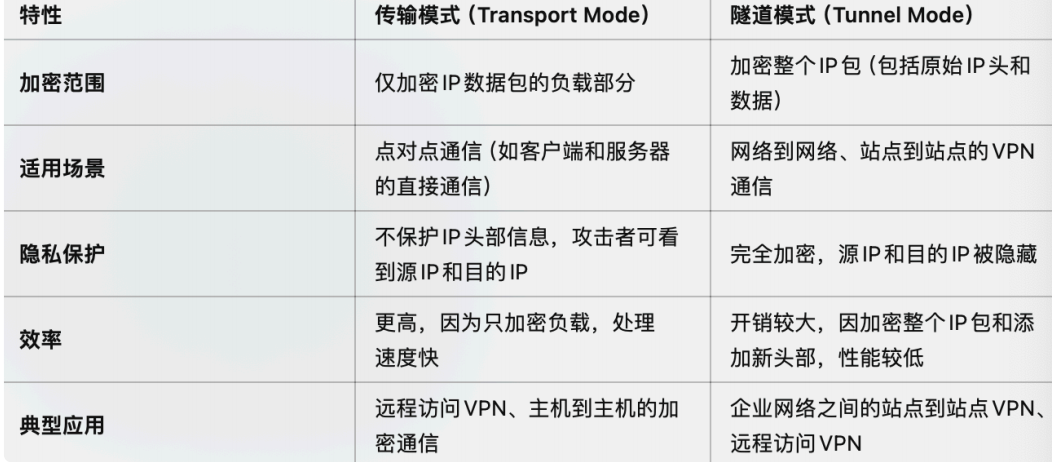 特性 传输模式（Transport Mode） 隧道模式（Tunnel Mode）
加密范围 仅加密IP数据包的负载部分 加密整个IP包（包括原始IP头和
数据）
适用场景 点对点通信（如客户端和服务器
的直接通信） 网络到网络、站点到站点的VPN
通信
隐私保护 不保护IP头部信息，攻击者可看
到源IP和目的IP 完全加密，源IP和目的IP被隐藏
效率 更高，因为只加密负载，处理
速度快 开销较大，因加密整个IP包和添
加新头部，性能较低
典型应用 远程访问VPN、主机到主机的加
密通信 企业网络之间的站点到站点VPN、
远程访问VPN